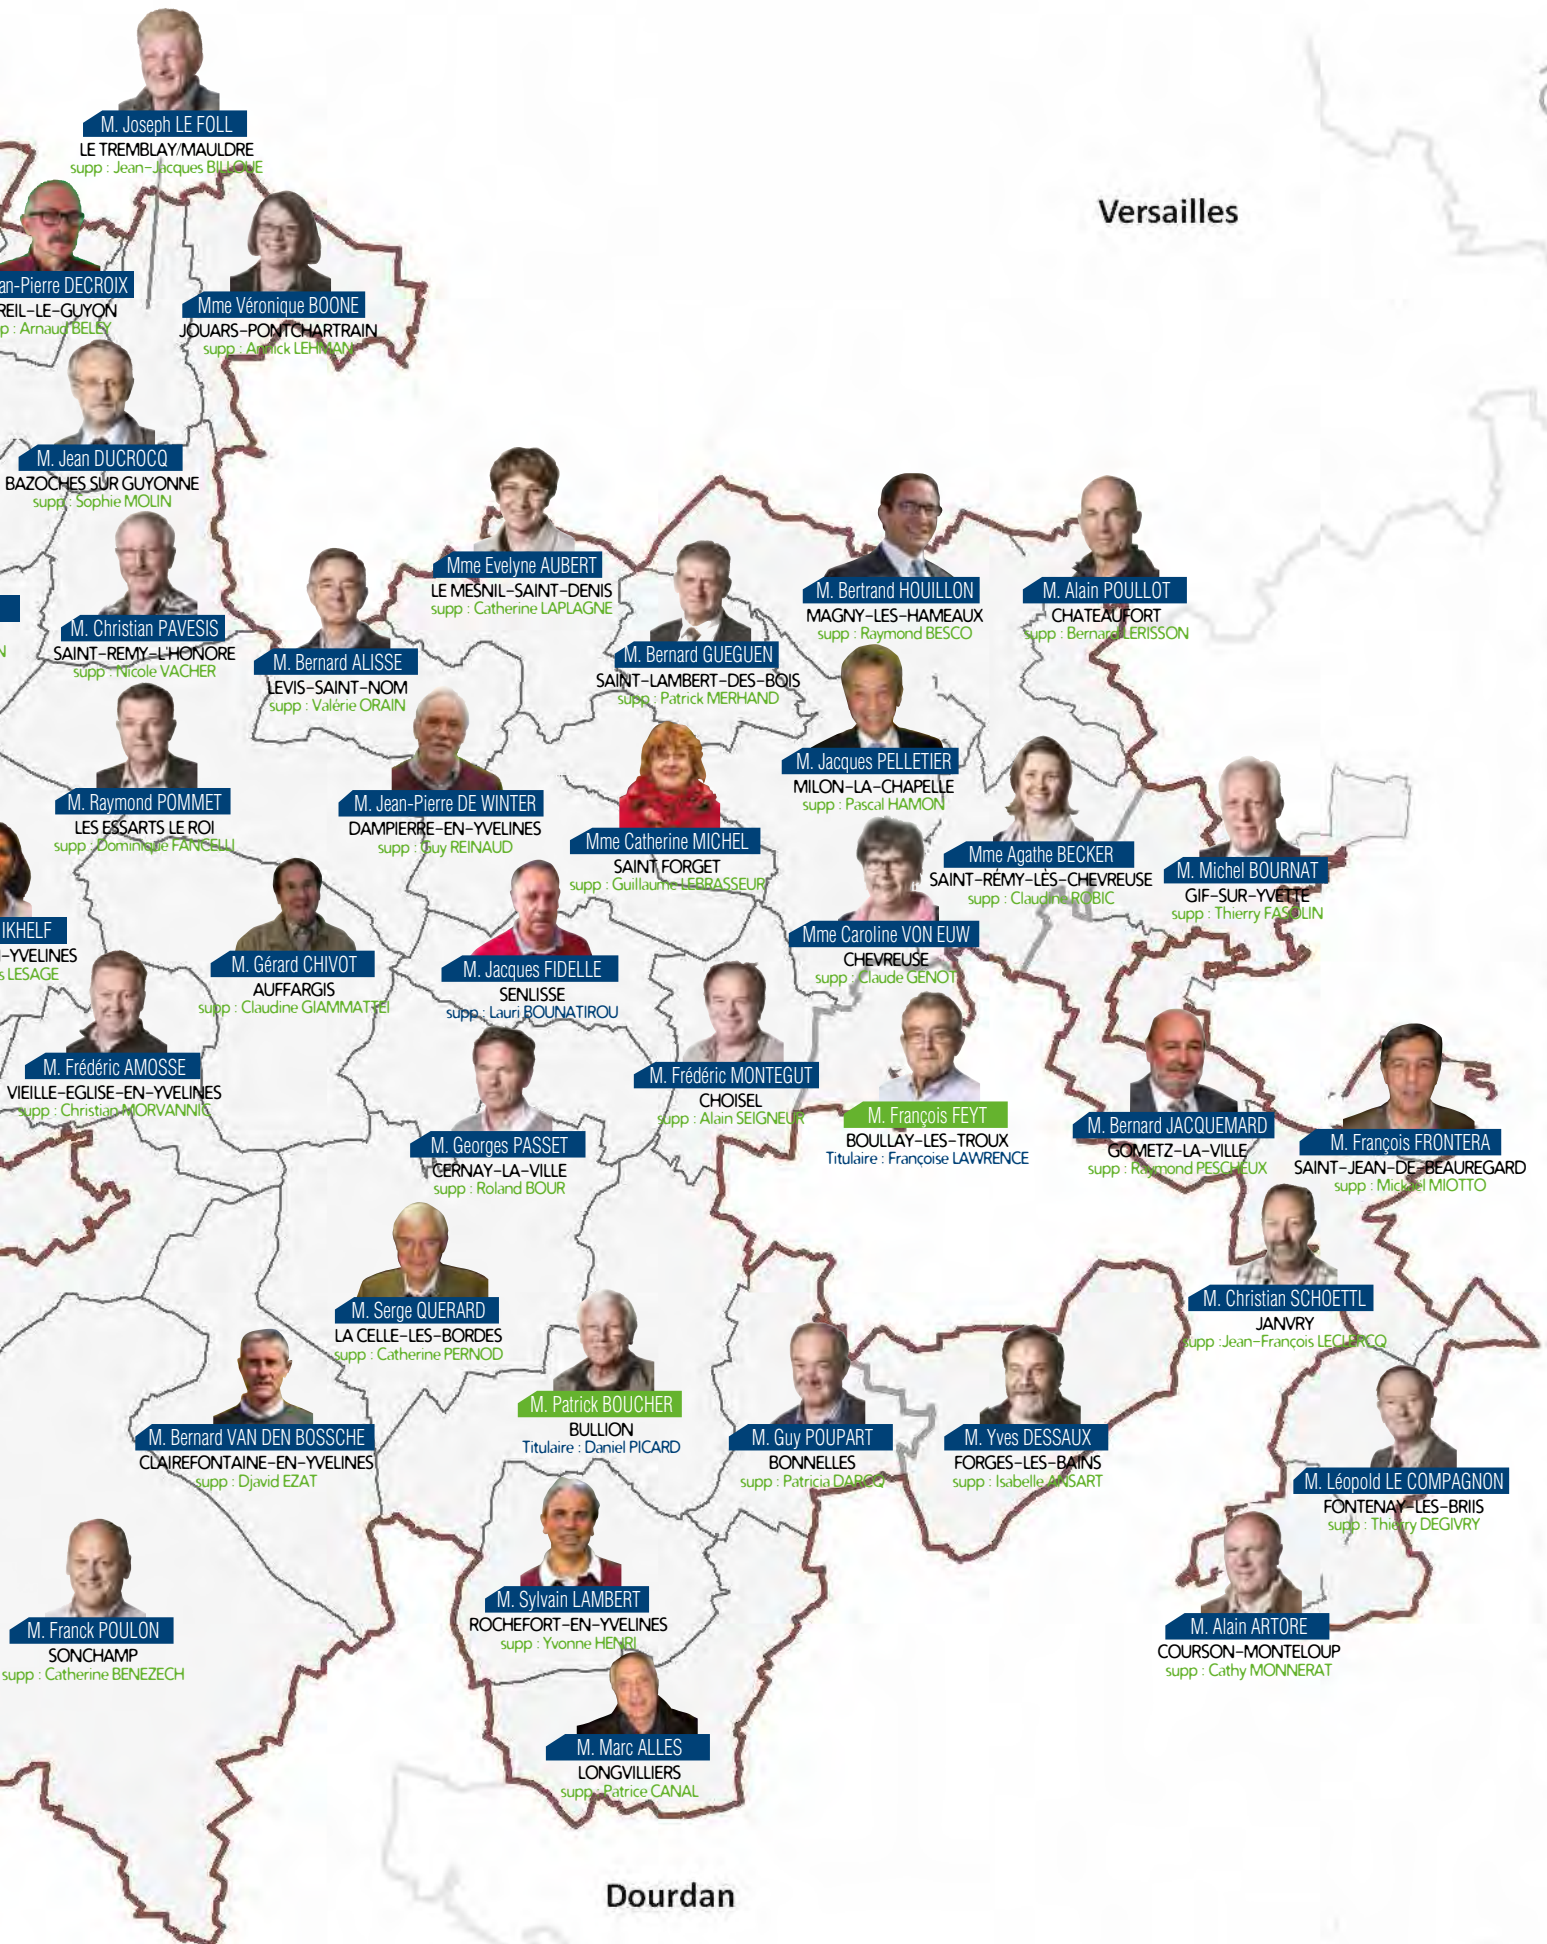 M. Joseph LE FOLL
LE TREMBLAY/MAULDRE
supp : Jean-Jacques BILLOUE
Versailles
an-Pierre DECROIX
REIL-LE-GUYON
p : Arnaud BELEY
Mme Véronique BOONE
JOUARS-PONTCHARTRAIN
supp : Annick LEHMAN
M. Jean DUCROCQ
BAZOCHES SUR GUYONNE
supp : Sophie MOLIN
Mme Evelyne AUBERT
LE MESNIL-SAINT-DENIS
supp : Catherine LAPLAGNE
M. Bertrand HOUILLON
MAGNY-LES-HAMEAUX
supp : Raymond BESCO
M. Alain POULLOT
CHATEAUFORT
supp : Bernard LERISSON
N
M. Christian PAVESIS
SAINT-REMY-L'HONORE
supp : Nicole VACHER
M. Bernard ALISSE
LEVIS-SAINT-NOM
supp : Valérie ORAIN
M. Bernard GUEGUEN
SAINT-LAMBERT-DES-BOIS
supp : Patrick MERHAND
M. Jacques PELLETIER
MILON-LA-CHAPELLE
supp : Pascal HAMON
M. Raymond POMMET
LES ESSARTS LE ROI
supp : Dominique FANCELLI
M. Jean-Pierre DE WINTER
DAMPIERRE-EN-YVELINES
supp : Guy REINAUD
Mme Catherine MICHEL
SAINT FORGET
supp : Guillaume LEBRASSEUR
Mme Agathe BECKER
SAINT-RÉMY-LÈS-CHEVREUSE
supp : Claudine ROBIC
M. Michel BOURNAT
GIF-SUR-YVETTE
supp : Thierry FASOLIN
IKHELF
I-YVELINES
s LESAGE
M. Gérard CHIVOT
AUFFARGIS
supp : Claudine GIAMMATTEI
M. Jacques FIDELLE
SENLISSE
supp : Lauri BOUNATIROU
Mme Caroline VON EUW
CHEVREUSE
supp : Claude GENOT
M. Frédéric AMOSSE
VIEILLE-EGLISE-EN-YVELINES
supp : Christian MORVANNIC
M. Frédéric MONTEGUT
CHOISEL
supp : Alain SEIGNEUR
M. François FEYT
BOULLAY-LES-TROUX
Titulaire : Françoise LAWRENCE
M. Bernard JACQUEMARD
GOMETZ-LA-VILLE
supp : Raymond PESCHEUX
M. François FRONTERA
SAINT-JEAN-DE-BEAUREGARD
supp : Mickaël MIOTTO
M. Georges PASSET
CERNAY-LA-VILLE
supp : Roland BOUR
M. Serge QUERARD
LA CELLE-LES-BORDES
supp : Catherine PERNOD
M. Christian SCHOETTL
JANVRY
supp :Jean-François LECLERCQ
M. Patrick BOUCHER
BULLION
Titulaire : Daniel PICARD
M. Bernard VAN DEN BOSSCHE
CLAIREFONTAINE-EN-YVELINES
supp : Djavid EZAT
M. Guy POUPART
BONNELLES
supp : Patricia DARCQ
M. Yves DESSAUX
FORGES-LES-BAINS
supp : Isabelle ANSART
M. Léopold LE COMPAGNON
FONTENAY-LES-BRIIS
supp : Thierry DEGIVRY
M. Sylvain LAMBERT
ROCHEFORT-EN-YVELINES
supp : Yvonne HENRI
M. Franck POULON
SONCHAMP
supp : Catherine BENEZECH
M. Alain ARTORE
COURSON-MONTELOUP
supp : Cathy MONNERAT
M. Marc ALLES
LONGVILLIERS
supp : Patrice CANAL
Dourdan